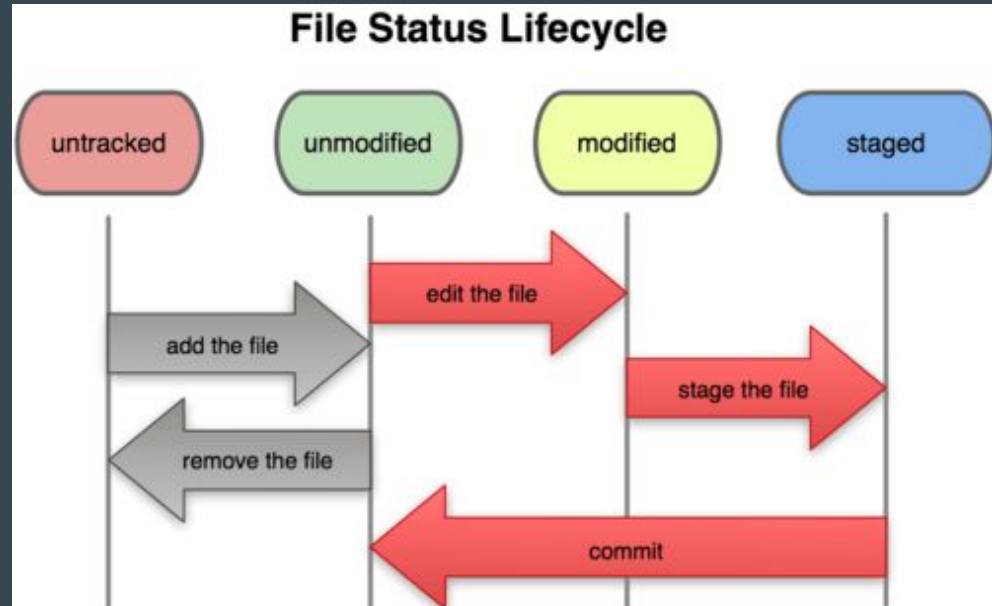 File Status Lifecycle
untracked
unmodified
modified
staged
edit the file
add the file
stage the file
remove the file
commit